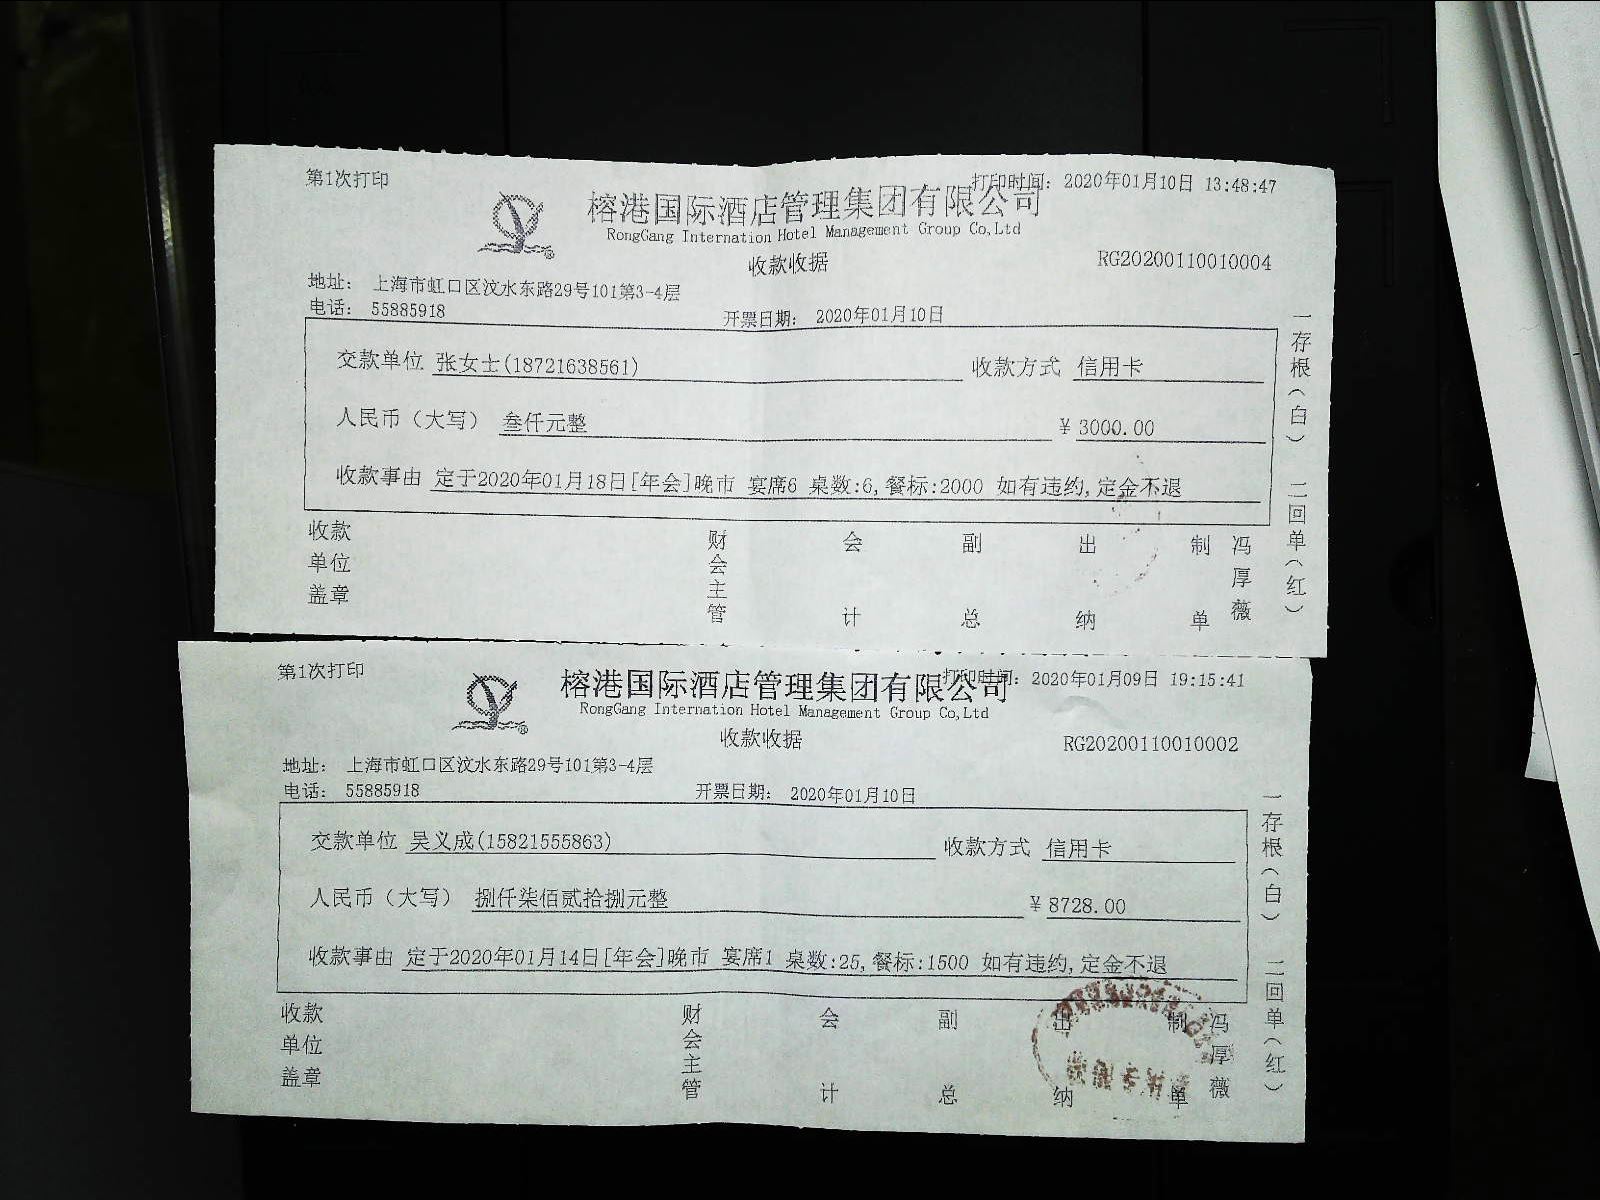 第1次打印
打印时间: 2020年01月10日 13:48:47
榕港国际酒店管理集团有限公司
RongGang Internation Hotel Management Group Co,Ltd
收款收据
RG20200110010004
地址: 上海市虹口区汶水东路29号101第3-4层
电话: 55885918
开票日期: 2020年01月10日
交款单位 张女士(18721638561) 收款方式 信用卡
人民币(大写) 叁仟元整 ¥ 3000.00
收款事由 定于2020年01月18日[年会]晚市 宴席6 桌数:6,餐标:2000 如有违约,定金不退
收款单位盖章 财会主管 会计 副总 出纳 制单 冯厚薇
一存根(白) 二回单(红)
第1次打印
打印时间: 2020年01月09日 19:15:41
榕港国际酒店管理集团有限公司
RongGang Internation Hotel Management Group Co,Ltd
收款收据
RG20200110010002
地址: 上海市虹口区汶水东路29号101第3-4层
电话: 55885918
开票日期: 2020年01月10日
交款单位 吴义成(15821555863) 收款方式 信用卡
人民币(大写) 捌仟柒佰贰拾捌元整 ¥ 8728.00
收款事由 定于2020年01月14日[年会]晚市 宴席1 桌数:25,餐标:1500 如有违约,定金不退
收款单位盖章 财会主管 会计 副总 出纳 制单 冯厚薇
一存根(白) 二回单(红)